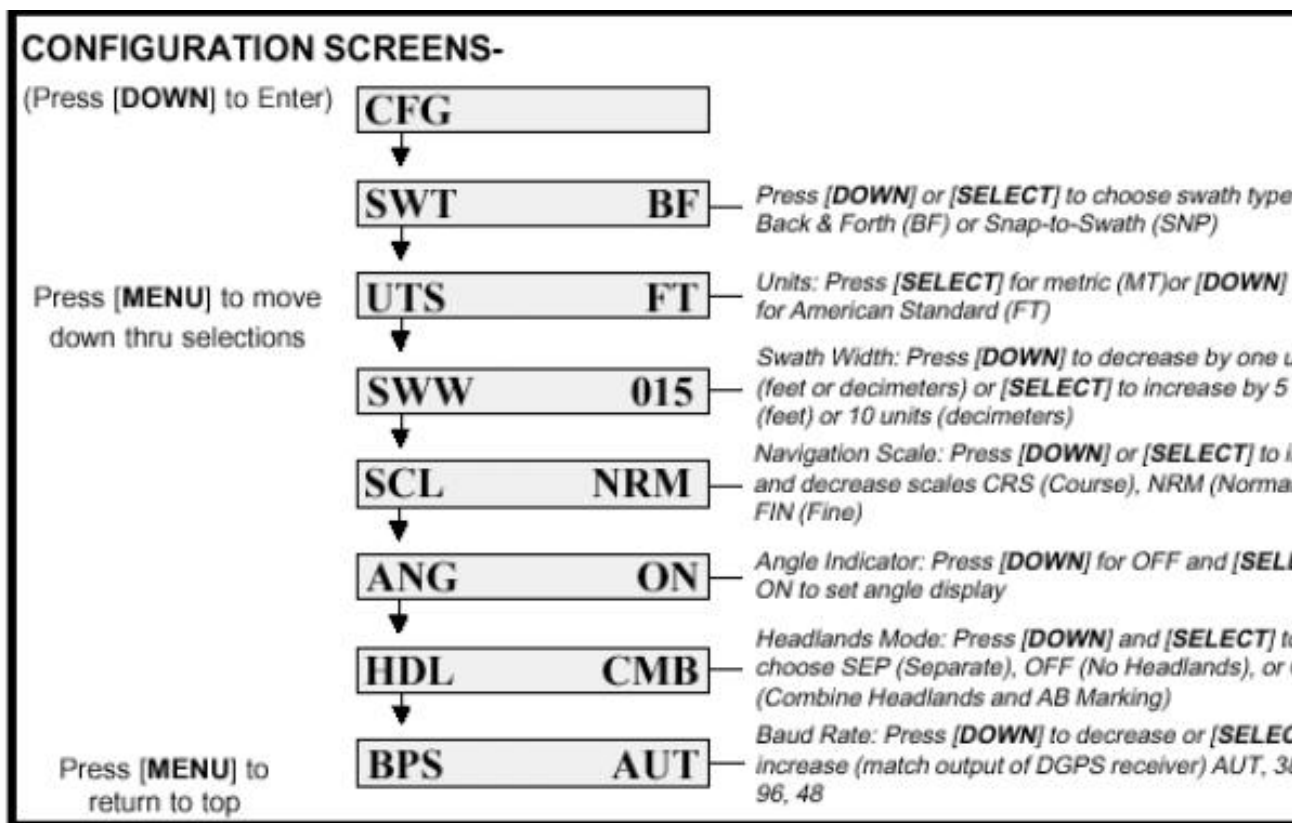 CONFIGURATION SCREENS-
(Press [DOWN] to Enter)
CFG
SWT BF
Press [DOWN] or [SELECT] to choose swath type
Back & Forth (BF) or Snap-to-Swath (SNP)
Press [MENU] to move
down thru selections
UTS FT
Units: Press [SELECT] for metric (MT)or [DOWN]
for American Standard (FT)
SWW 015
Swath Width: Press [DOWN] to decrease by one
(feet or decimeters) or [SELECT] to increase by 5
(feet) or 10 units (decimeters)
SCL NRM
Navigation Scale: Press [DOWN] or [SELECT] to
and decrease scales CRS (Course), NRM
FIN (Fine)
ANG ON
Angle Indicator: Press [DOWN] for OFF and
ON to set angle display
HDL CMB
Headlands Mode: Press [DOWN] and [SELECT]
choose SEP (Separate), OFF (No Headlands), or
(Combine Headlands and AB Marking)
BPS AUT
Baud Rate: Press [DOWN] to decrease or
increase (match output of DGPS receiver) AUT,
96, 48
Press [MENU] to
return to top